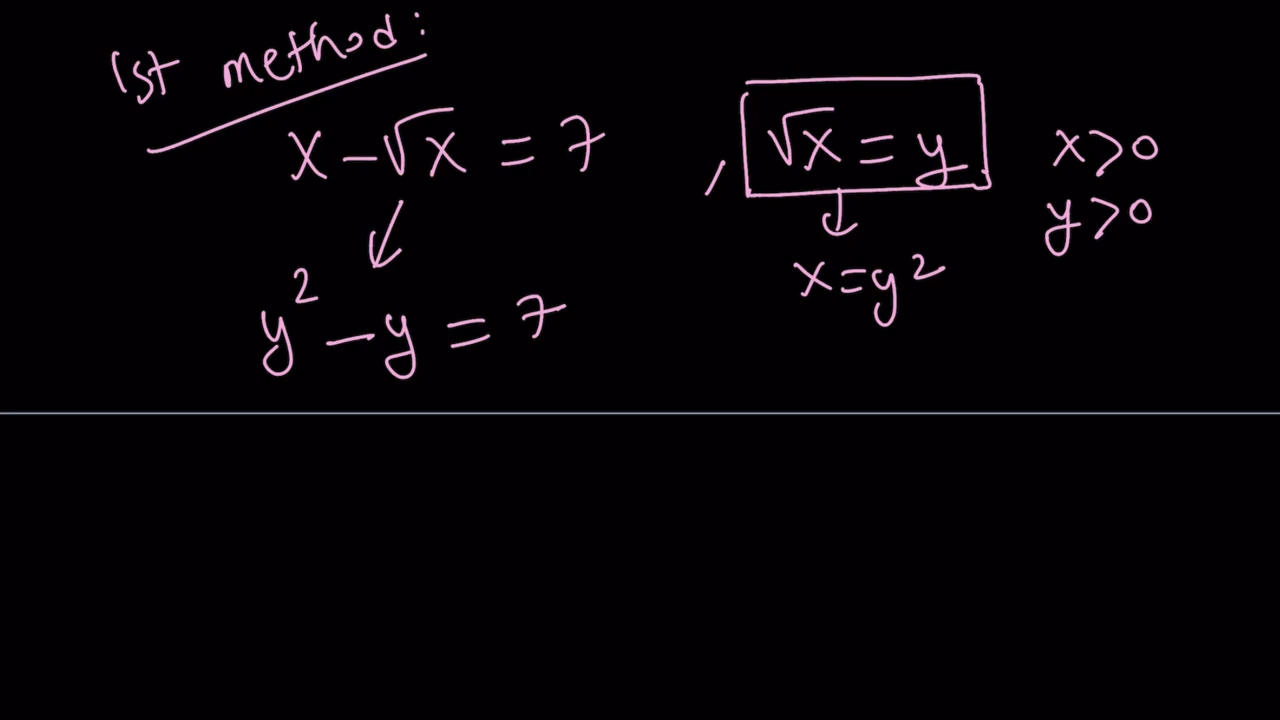 1st method:
x - √x = 7 , √x = y x > 0
y > 0
x = y²
y² - y = 7